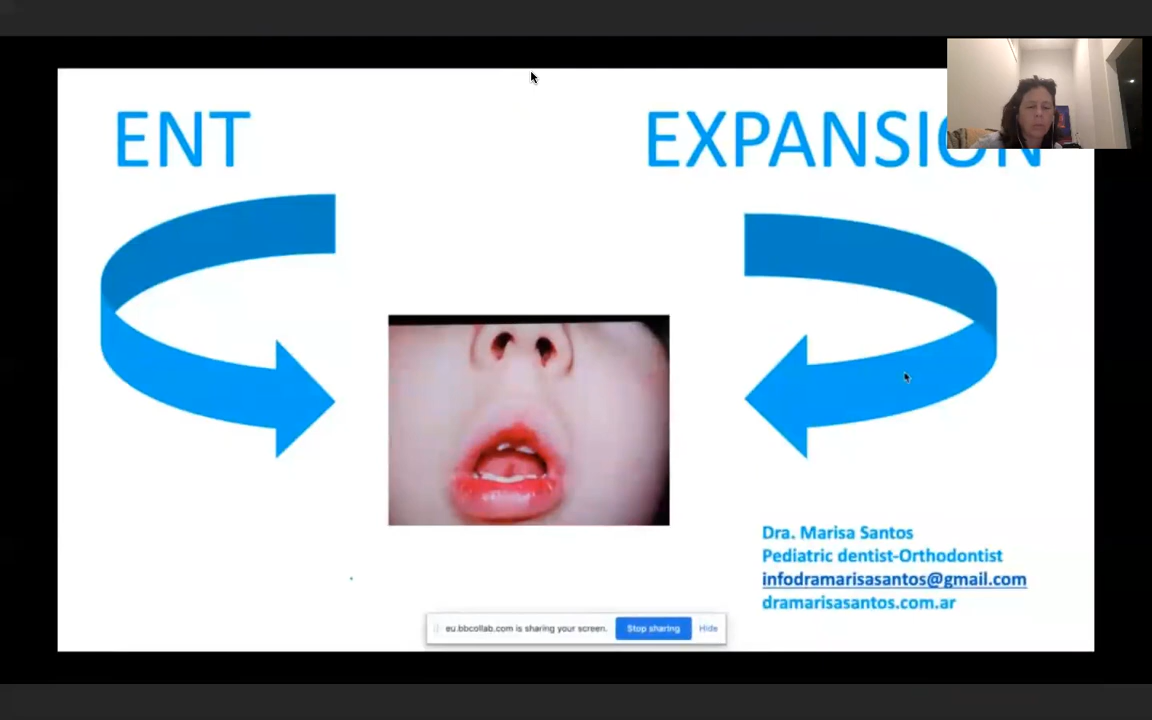 ENT
EXPANSION
Dra. Marisa Santos
Pediatric dentist-Orthodontist
infodramarisasantos@gmail.com
dramarisasantos.com.ar
eu.bbcollab.com is sharing your screen. Stop sharing Hide